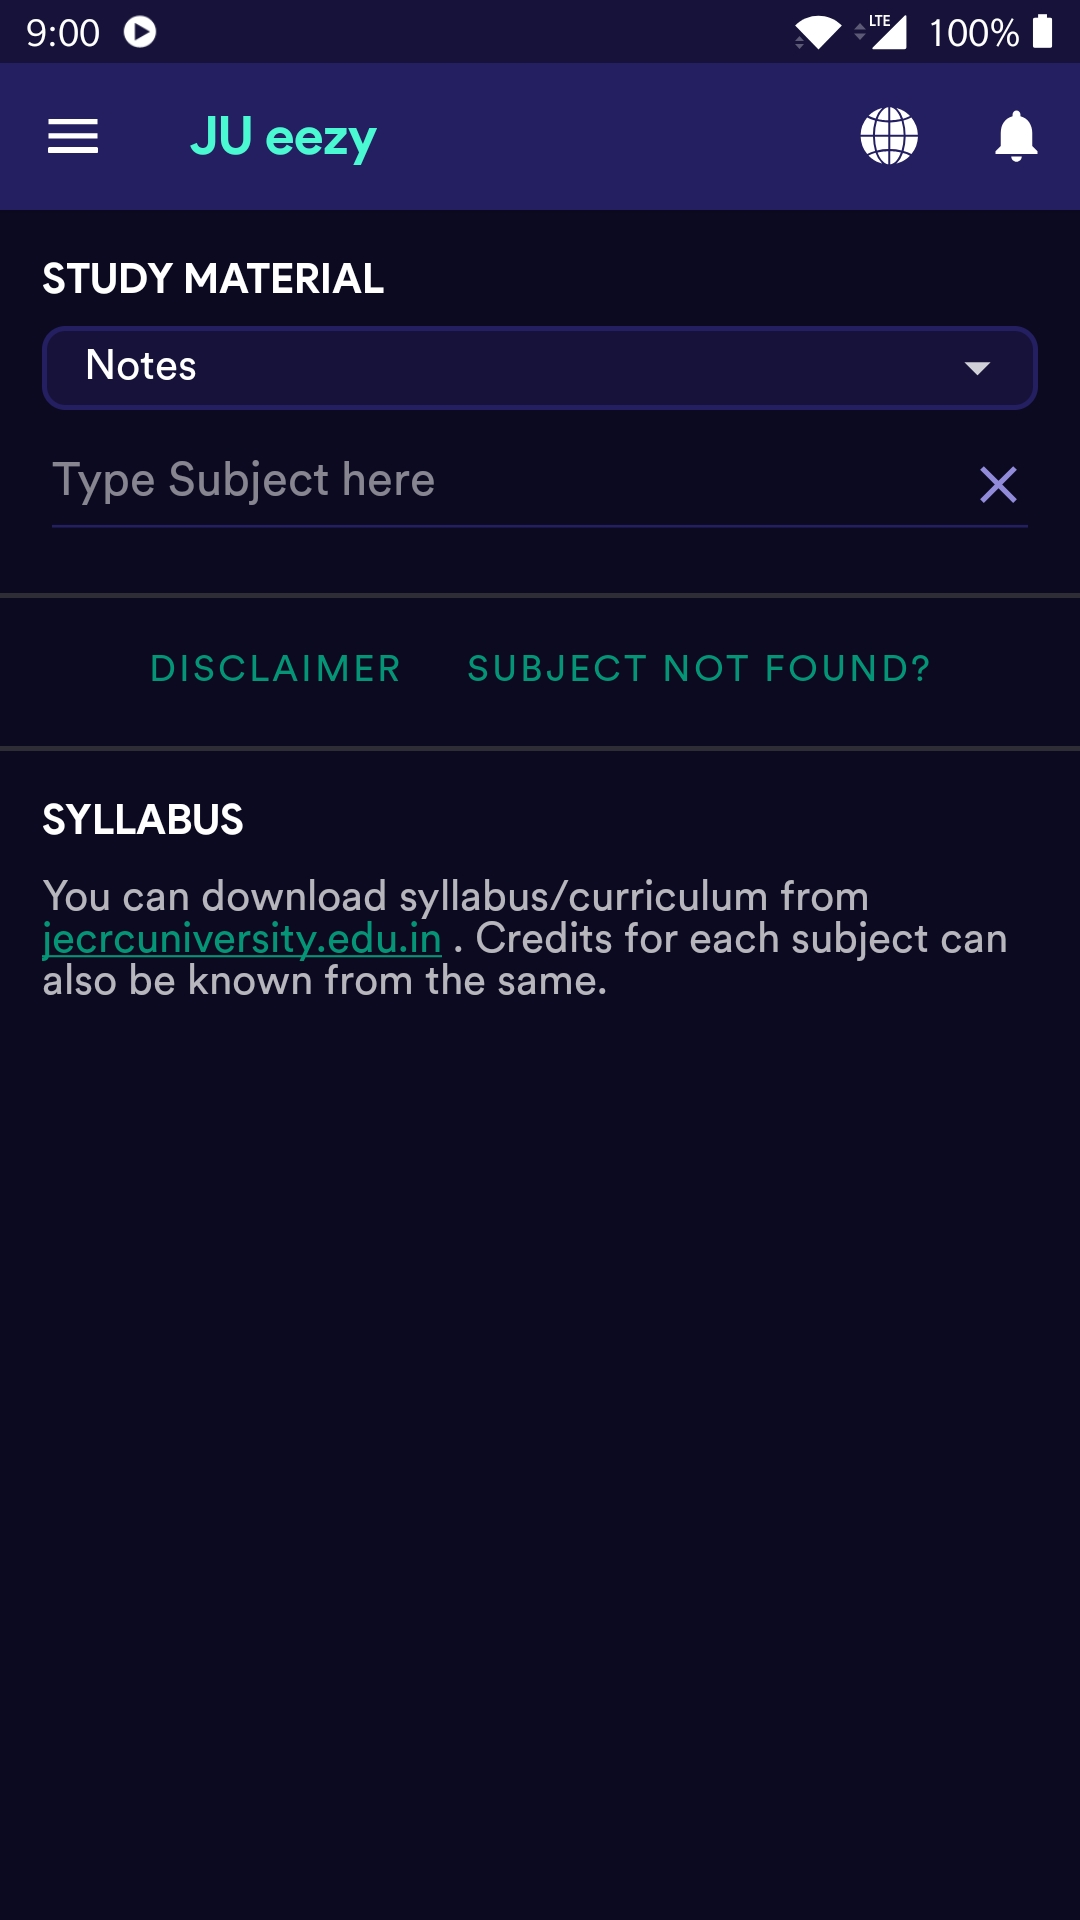 9:00
LTE
100%
JU eezy
STUDY MATERIAL
Notes
Type Subject here
DISCLAIMER SUBJECT NOT FOUND?
SYLLABUS
You can download syllabus/curriculum from
jecrcuniversity.edu.in . Credits for each subject can
also be known from the same.